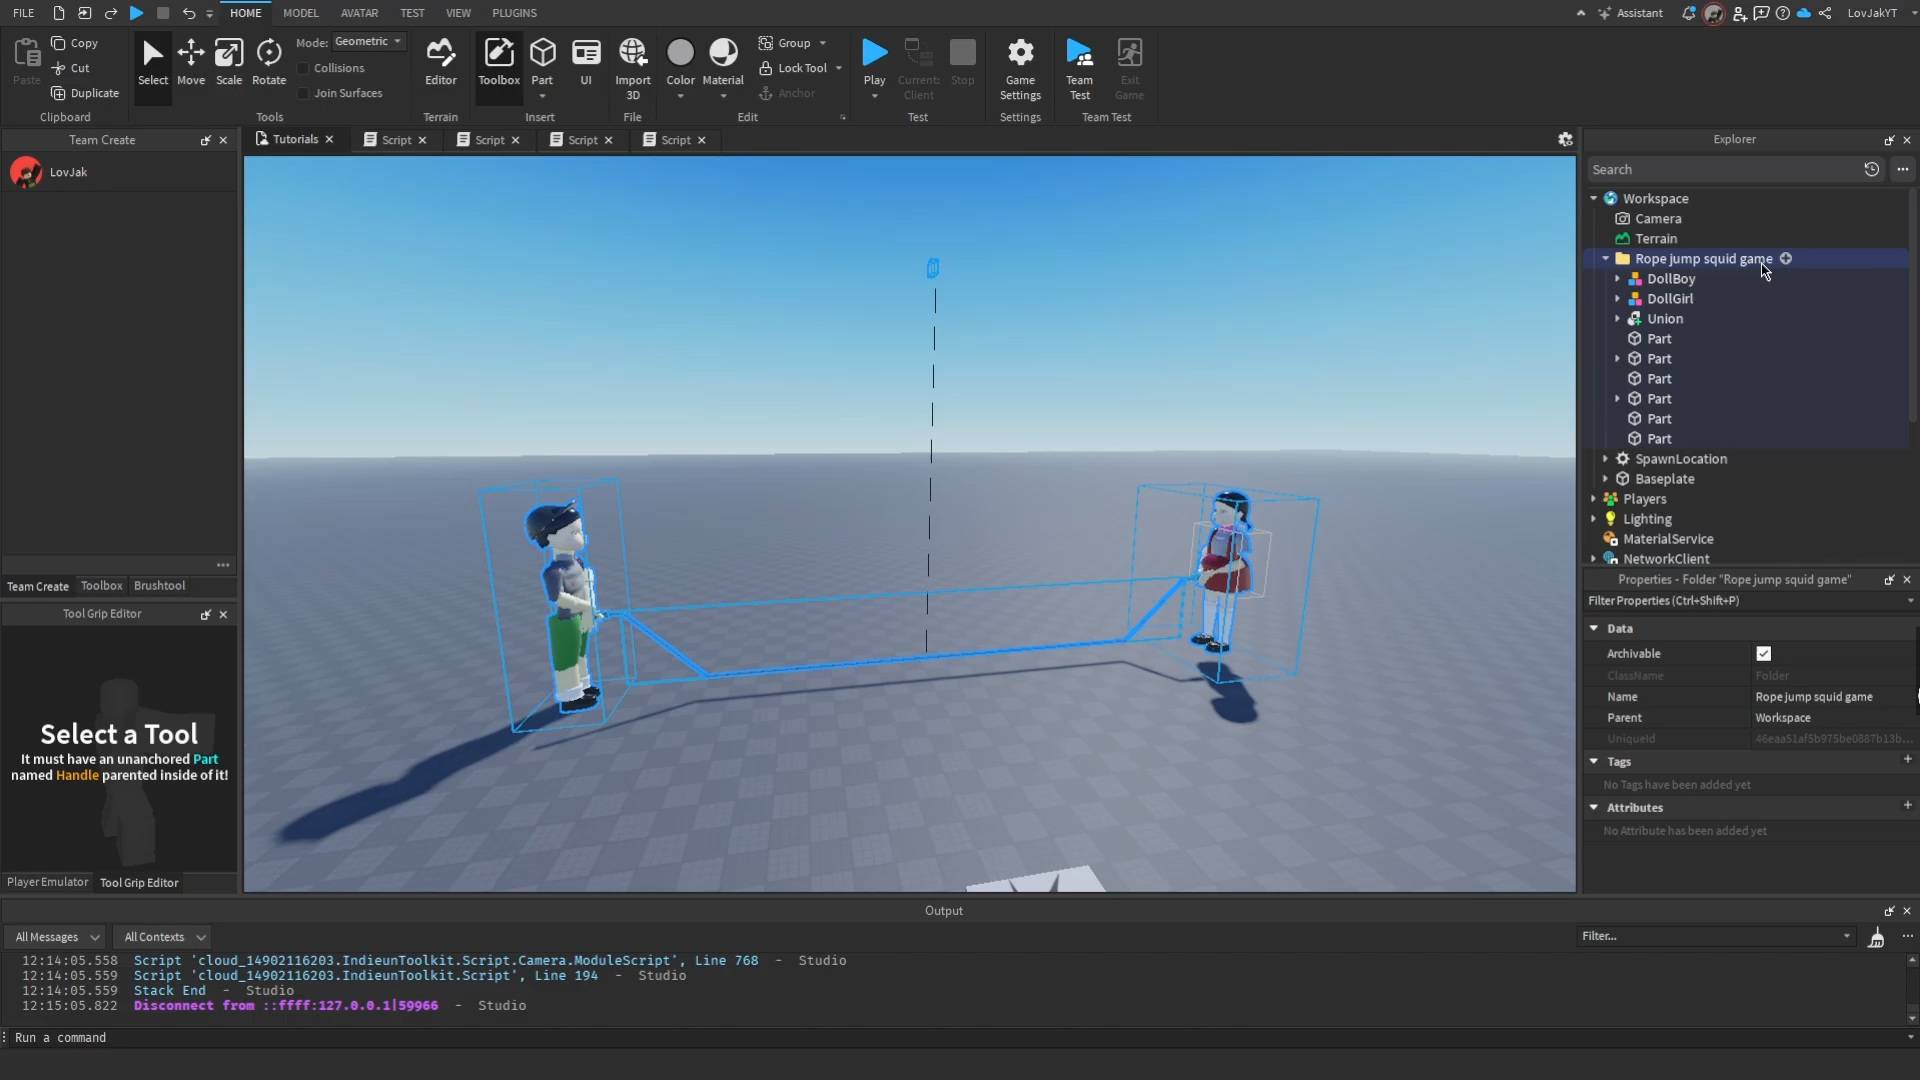 FILE
HOME
MODEL
AVATAR
TEST
VIEW
PLUGINS
Assistant
LovJakYT
Paste
Copy
Cut
Duplicate
Clipboard
Select
Move
Scale
Rotate
Mode: Geometric
Collisions
Join Surfaces
Tools
Editor
Terrain
Toolbox
Part
UI
Insert
Import
3D
File
Color
Material
Group
Lock Tool
Anchor
Edit
Play
Current:
Client
Stop
Test
Game
Settings
Settings
Team
Test
Exit
Game
Team Test
Team Create
LovJak
Team Create
Toolbox
Brushtool
Tool Grip Editor
Select a Tool
It must have an unanchored Part
named Handle parented inside of it!
Player Emulator
Tool Grip Editor
Tutorials
Script
Script
Script
Script
Explorer
Search
Workspace
Camera
Terrain
Rope jump squid game
DollBoy
DollGirl
Union
Part
Part
Part
Part
Part
Part
SpawnLocation
Baseplate
Players
Lighting
MaterialService
NetworkClient
Properties - Folder "Rope jump squid game"
Filter Properties (Ctrl+Shift+P)
Data
Archivable
ClassName Folder
Name Rope jump squid game
Parent Workspace
UniqueId 46eaa51af5b975be0887b13b...
Tags
No Tags have been added yet
Attributes
No Attribute has been added yet
Output
All Messages
All Contexts
Filter...
12:14:05.558 Script 'cloud_14902116203.IndieunToolkit.Script.Camera.ModuleScript', Line 768 - Studio
12:14:05.559 Script 'cloud_14902116203.IndieunToolkit.Script', Line 194 - Studio
12:14:05.559 Stack End - Studio
12:15:05.822 Disconnect from ::ffff:127.0.0.1|59966 - Studio
Run a command